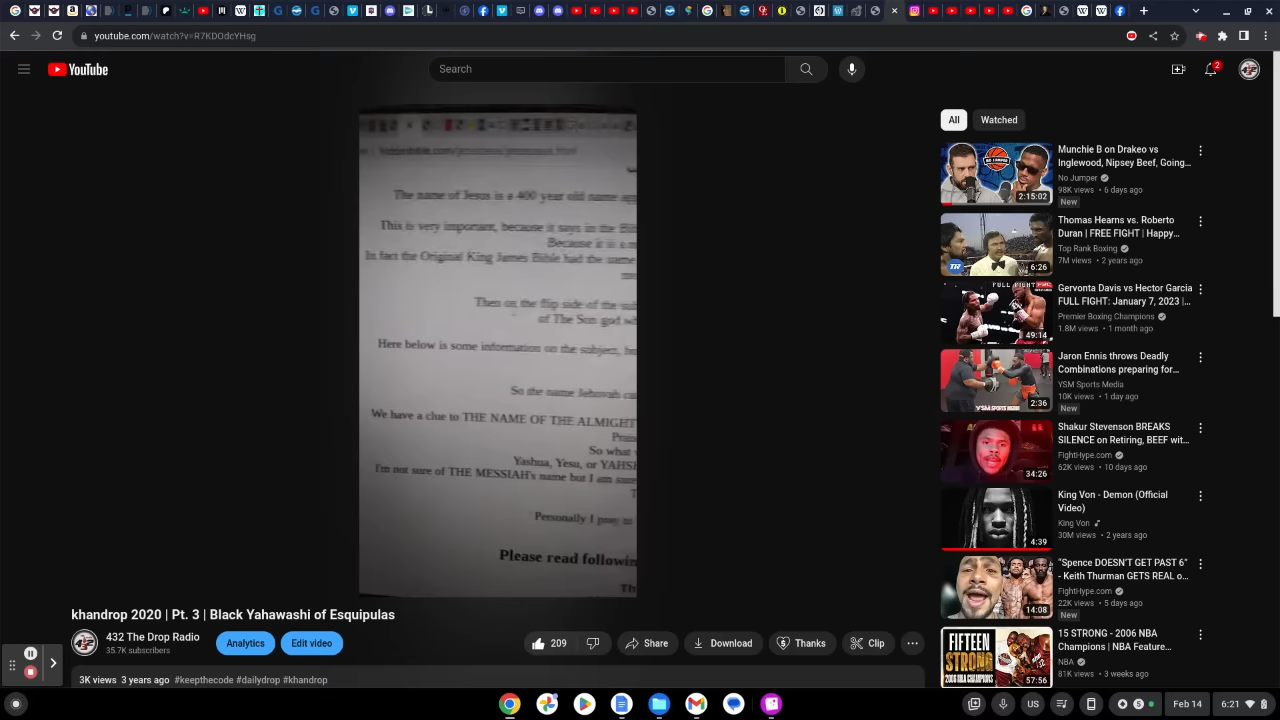 youtube.com/watch?v=R7KDOdcYHsg
YouTube
Search
2
The name of Jesus is a 400 year old name
This is very important, because it says in the
Because it is
In fact the Original King James Bible had the name
Then on the flip side of the
of The Son god
Here below is some information on the subject,
So the name Jehovah
We have a clue to THE NAME OF THE ALMIGHT
So what
Yashua, Yesu, or YAHS
I'm not sure of THE MESSIAH's name but I am sure
Personally I pray to
Please read followin
khandrop 2020 | Pt. 3 | Black Yahawashi of Esquipulas
432 The Drop Radio
35.7K subscribers
Analytics
Edit video
209
Share
Download
Thanks
Clip
3K views 3 years ago #keepthecode #dailydrop #khandrop
All
Watched
2:15:02
Munchie B on Drakeo vs
Inglewood, Nipsey Beef, Going...
No Jumper
98K views • 6 days ago
New
TR
6:26
Thomas Hearns vs. Roberto
Duran | FREE FIGHT | Happy...
Top Rank Boxing
7M views • 2 years ago
FULL FIGHT
49:14
Gervonta Davis vs Hector Garcia
FULL FIGHT: January 7, 2023 |...
Premier Boxing Champions
1.8M views • 1 month ago
2:36
Jaron Ennis throws Deadly
Combinations preparing for...
YSM Sports Media
10K views • 1 day ago
New
34:26
Shakur Stevenson BREAKS
SILENCE on Retiring, BEEF wit...
FightHype.com
62K views • 10 days ago
4:39
King Von - Demon (Official
Video)
King Von
30M views • 2 years ago
14:08
"Spence DOESN'T GET PAST 6"
- Keith Thurman GETS REAL o...
FightHype.com
22K views • 5 days ago
New
FIFTEEN
STRONG
2006 NBA CHAMPIONS
57:56
15 STRONG - 2006 NBA
Champions | NBA Feature...
NBA
81K views • 3 weeks ago
US
5
Feb 14
6:21